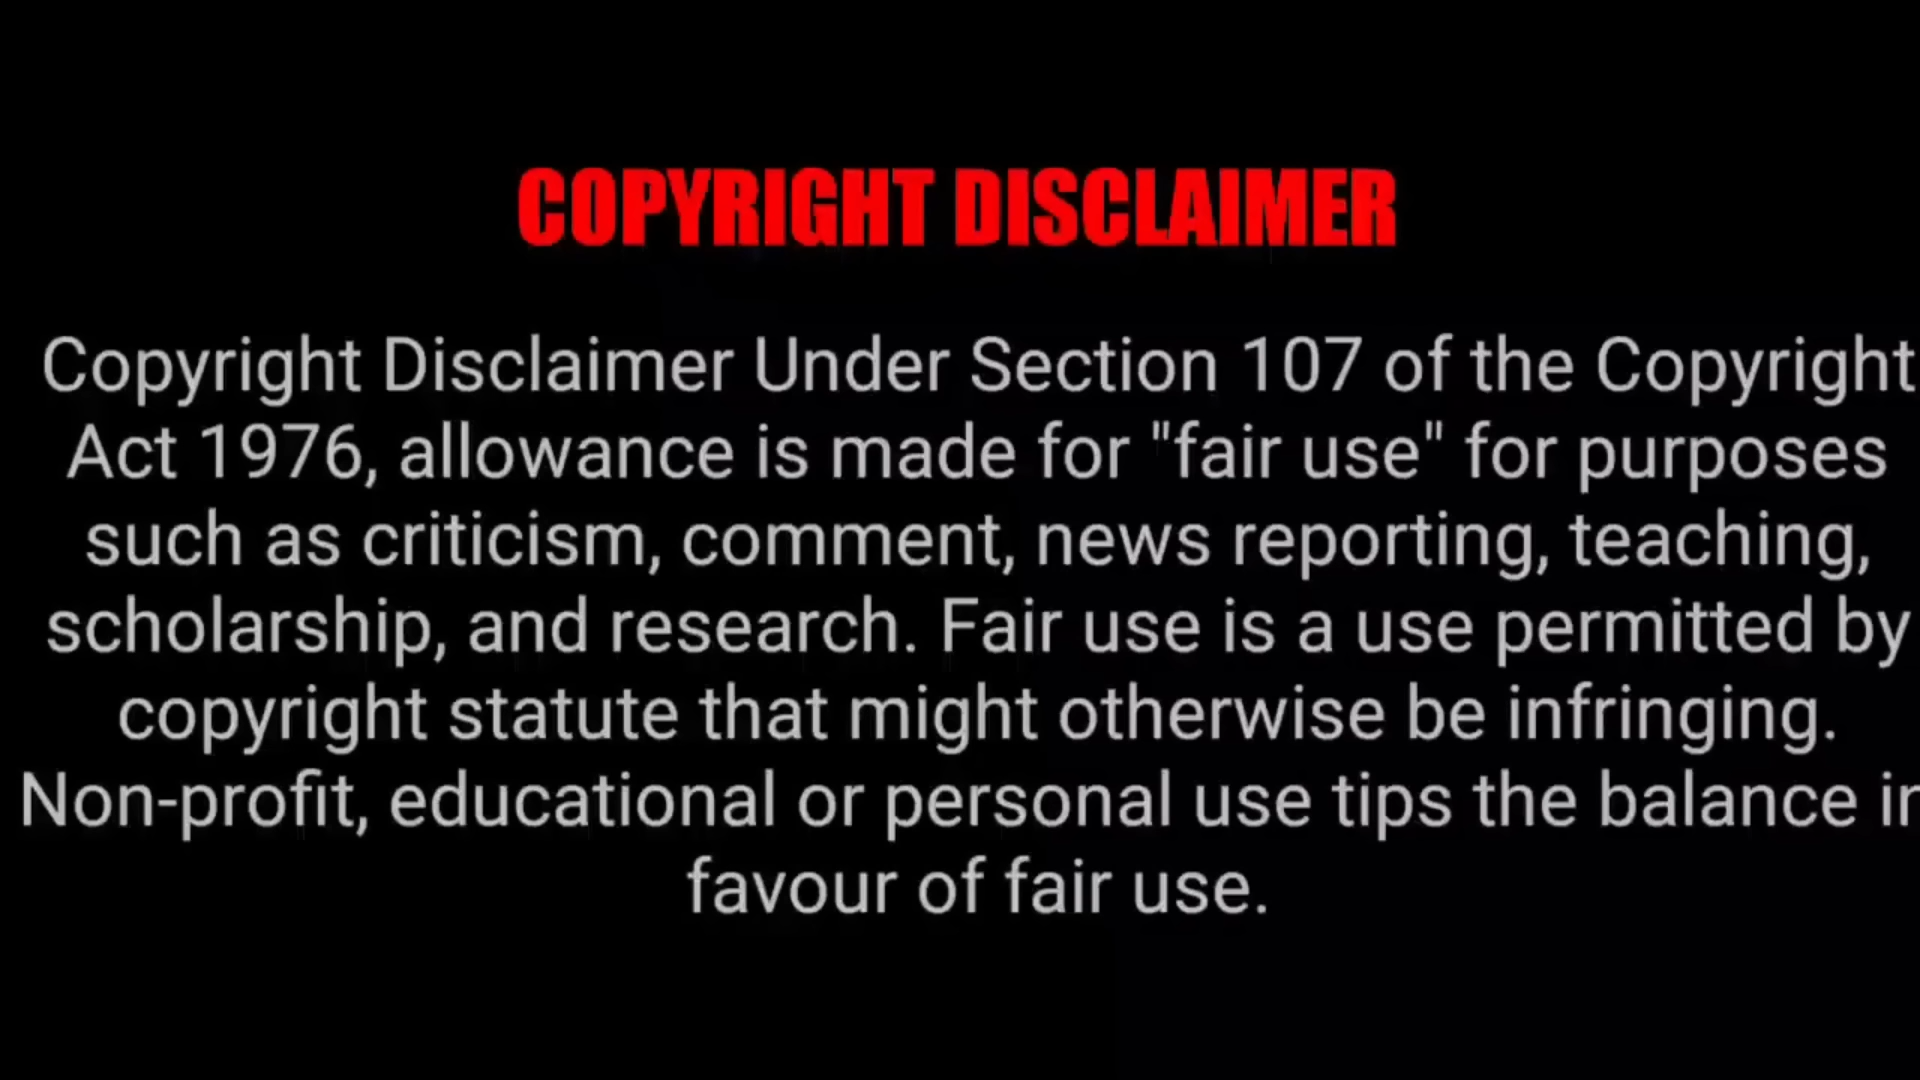 COPYRIGHT DISCLAIMER
Copyright Disclaimer Under Section 107 of the Copyright
Act 1976, allowance is made for "fair use" for purposes
such as criticism, comment, news reporting, teaching,
scholarship, and research. Fair use is a use permitted by
copyright statute that might otherwise be infringing.
Non-profit, educational or personal use tips the balance in
favour of fair use.